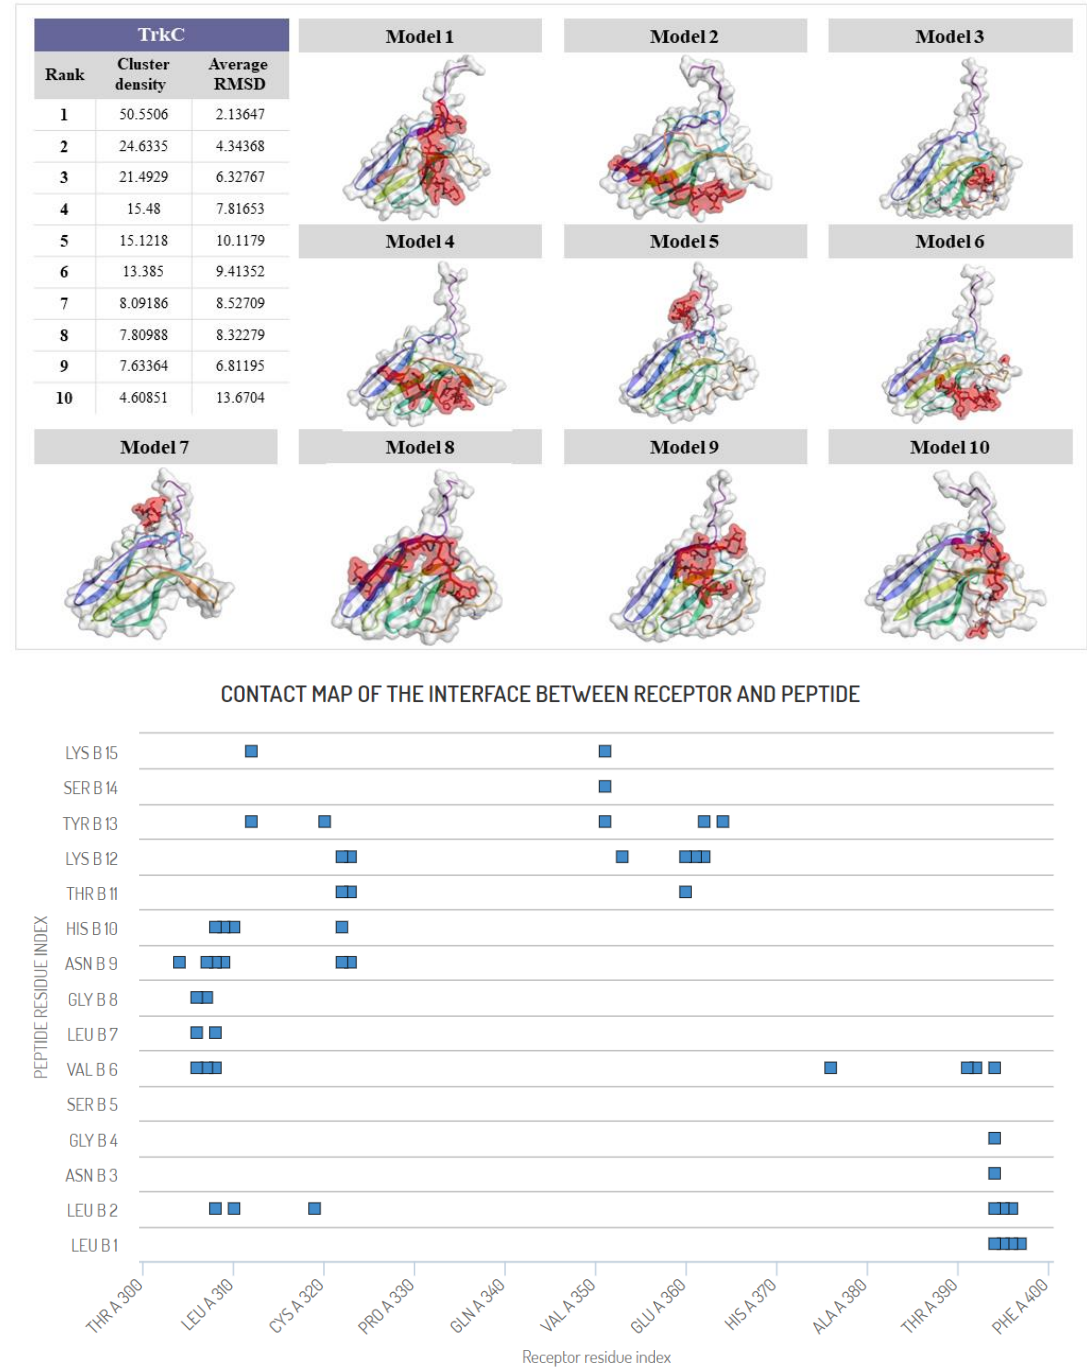 TrkC
Rank Cluster density Average RMSD
1 50.5506 2.13647
2 24.6335 4.34368
3 21.4929 6.32767
4 15.48 7.81653
5 15.1218 10.1179
6 13.385 9.41352
7 8.09186 8.52709
8 7.80988 8.32279
9 7.63364 6.81195
10 4.60851 13.6704
Model 1
Model 2
Model 3
Model 4
Model 5
Model 6
Model 7
Model 8
Model 9
Model 10
CONTACT MAP OF THE INTERFACE BETWEEN RECEPTOR AND PEPTIDE
PEPTIDE RESIDUE INDEX
LYS B 15
SER B 14
TYR B 13
LYS B 12
THR B 11
HIS B 10
ASN B 9
GLY B 8
LEU B 7
VAL B 6
SER B 5
GLY B 4
ASN B 3
LEU B 2
LEU B 1
THR A 300
LEU A 310
CYS A 320
PRO A 330
GLN A 340
VAL A 350
GLU A 360
HIS A 370
ALA A 380
THR A 390
PHE A 400
Receptor residue index